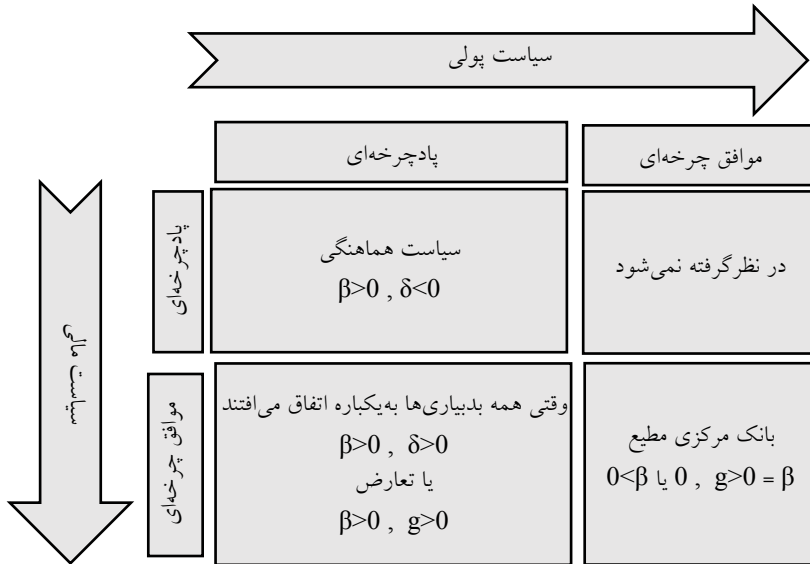 سیاست پولی
موافق چرخه‌ای
پادچرخه‌ای
پادچرخه‌ای
در نظرگرفته نمی‌شود
سیاست هماهنگی
β>0 , δ<0
سیاست مالی
موافق چرخه‌ای
بانک مرکزی مطیع
0<β یا 0 , g>0 = β
وقتی همه بدبیاری‌ها به‌یکباره اتفاق می‌افتند
β>0 , δ>0
یا تعارض
β>0 , g>0